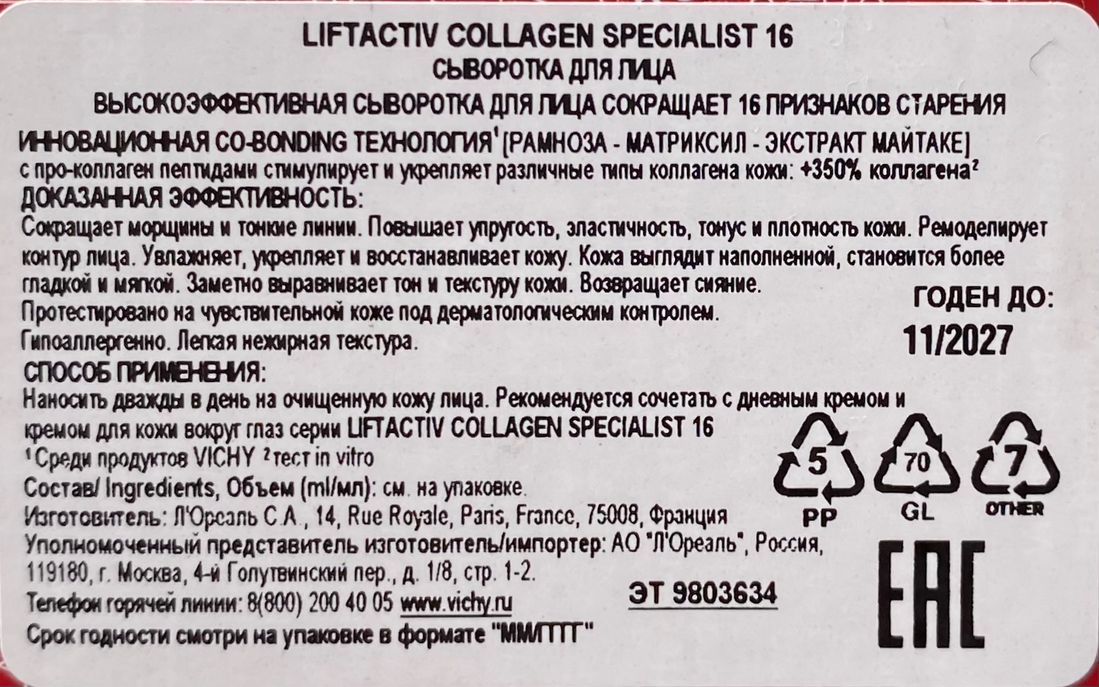 LIFTACTIV COLLAGEN SPECIALIST 16
СЫВОРОТКА ДЛЯ ЛИЦА
ВЫСОКОЭФФЕКТИВНАЯ СЫВОРОТКА ДЛЯ ЛИЦА СОКРАЩАЕТ 16 ПРИЗНАКОВ СТАРЕНИЯ
ИННОВАЦИОННАЯ CO-BONDING ТЕХНОЛОГИЯ¹ [РАМНОЗА - МАТРИКСИЛ - ЭКСТРАКТ МАЙТАКЕ]
с про-коллаген пептидами стимулирует и укрепляет различные типы коллагена кожи: +350% коллагена²
ДОКАЗАННАЯ ЭФФЕКТИВНОСТЬ:
Сокращает морщины и тонкие линии. Повышает упругость, эластичность, тонус и плотность кожи. Ремоделирует
контур лица. Увлажняет, укрепляет и восстанавливает кожу. Кожа выглядит наполненной, становится более
гладкой и мягкой. Заметно выравнивает тон и текстуру кожи. Возвращает сияние.
Протестировано на чувствительной коже под дерматологическим контролем.
Гипоаллергенно. Легкая нежирная текстура.
ГОДЕН ДО:
11/2027
СПОСОБ ПРИМЕНЕНИЯ:
Наносить дважды в день на очищенную кожу лица. Рекомендуется сочетать с дневным кремом и
кремом для кожи вокруг глаз серии LIFTACTIV COLLAGEN SPECIALIST 16
¹ Среди продуктов VICHY ² тест in vitro
Состав/ Ingredients, Объем (ml/мл): см. на упаковке.
Изготовитель: Л'Ореаль С.А., 14, Rue Royale, Paris, France, 75008, Франция
Уполномоченный представитель изготовитель/импортер: АО "Л'Ореаль", Россия,
119180, г. Москва, 4-й Голутвинский пер., д. 1/8, стр. 1-2.
Телефон горячей линии: 8(800) 200 40 05 www.vichy.ru
Срок годности смотри на упаковке в формате "ММ/ГГГГ"
ЭТ 9803634
5 70 7
PP GL OTHER
EAC